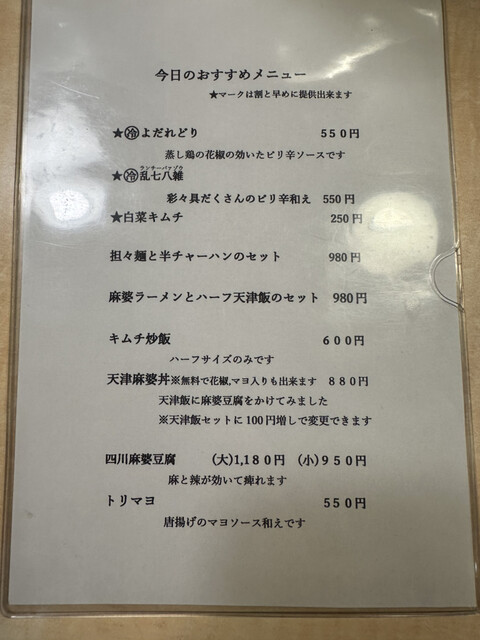 今日のおすすめメニュー
★マークは割と早めに提供出来ます
★㊋よだれどり 550円
蒸し鶏の花椒の効いたピリ辛ソースです
ランチーパァヅゥ
★乱七八雑
彩々具だくさんのピリ辛和え 550円
★白菜キムチ 250円
担々麺と半チャーハンのセット 980円
麻婆ラーメンとハーフ天津飯のセット 980円
キムチ炒飯 600円
ハーフサイズのみです
天津麻婆丼※無料で花椒,マヨ入りも出来ます 880円
天津飯に麻婆豆腐をかけてみました
※天津飯セットに100円増しで変更できます
四川麻婆豆腐 (大)1,180円 (小)950円
麻と辣が効いて痺れます
トリマヨ 550円
唐揚げのマヨソース和えです